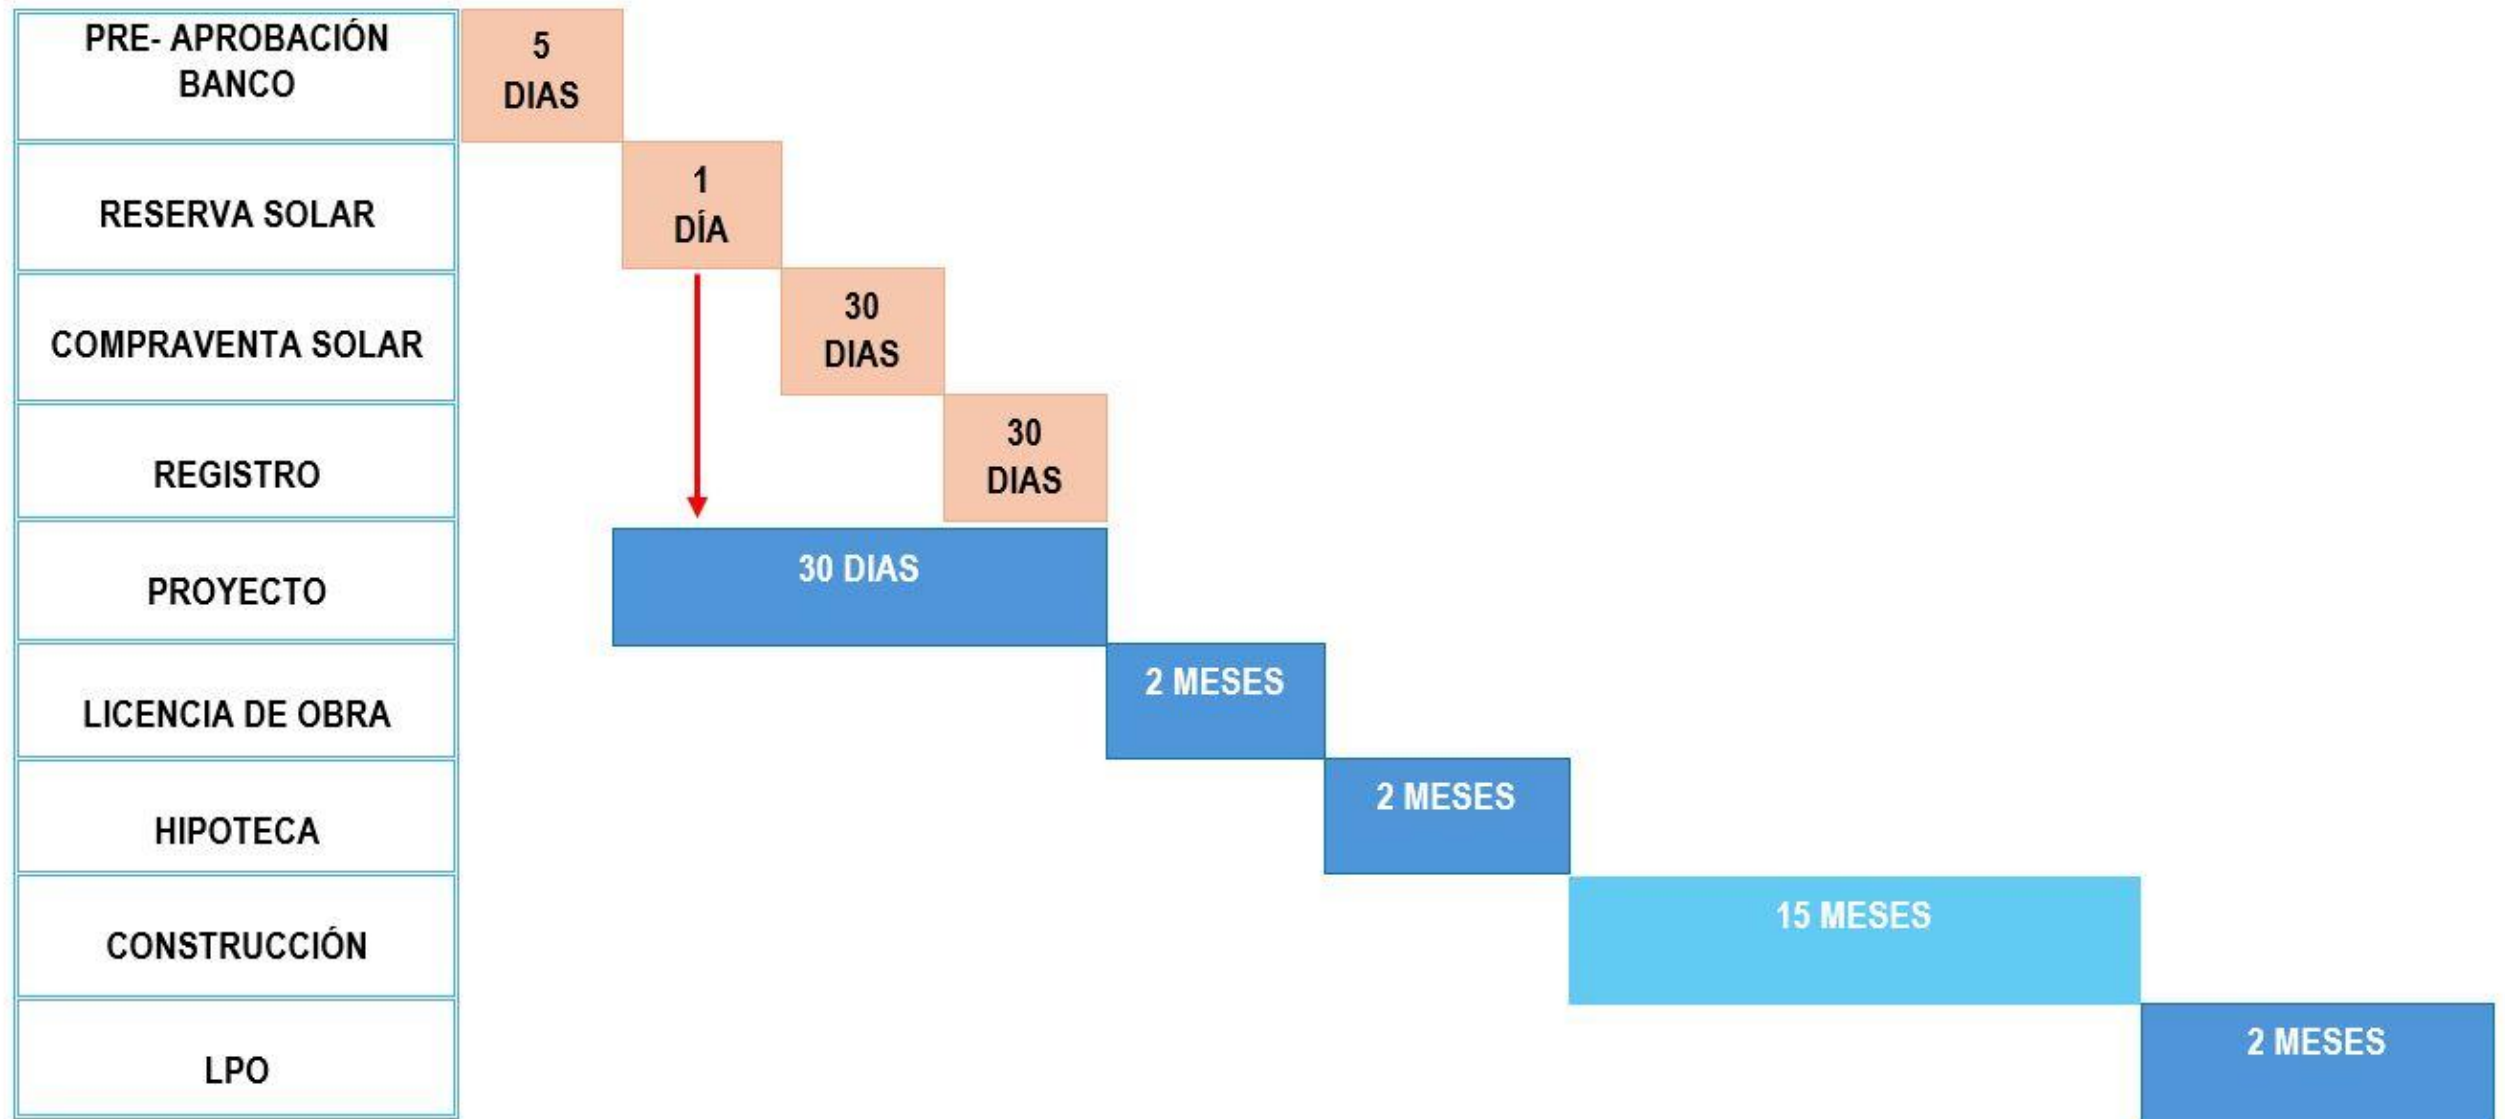 PRE- APROBACIÓN
BANCO
5
DIAS
RESERVA SOLAR
1
DÍA
COMPRAVENTA SOLAR
30
DIAS
REGISTRO
30
DIAS
PROYECTO
30 DIAS
LICENCIA DE OBRA
2 MESES
HIPOTECA
2 MESES
CONSTRUCCIÓN
15 MESES
LPO
2 MESES